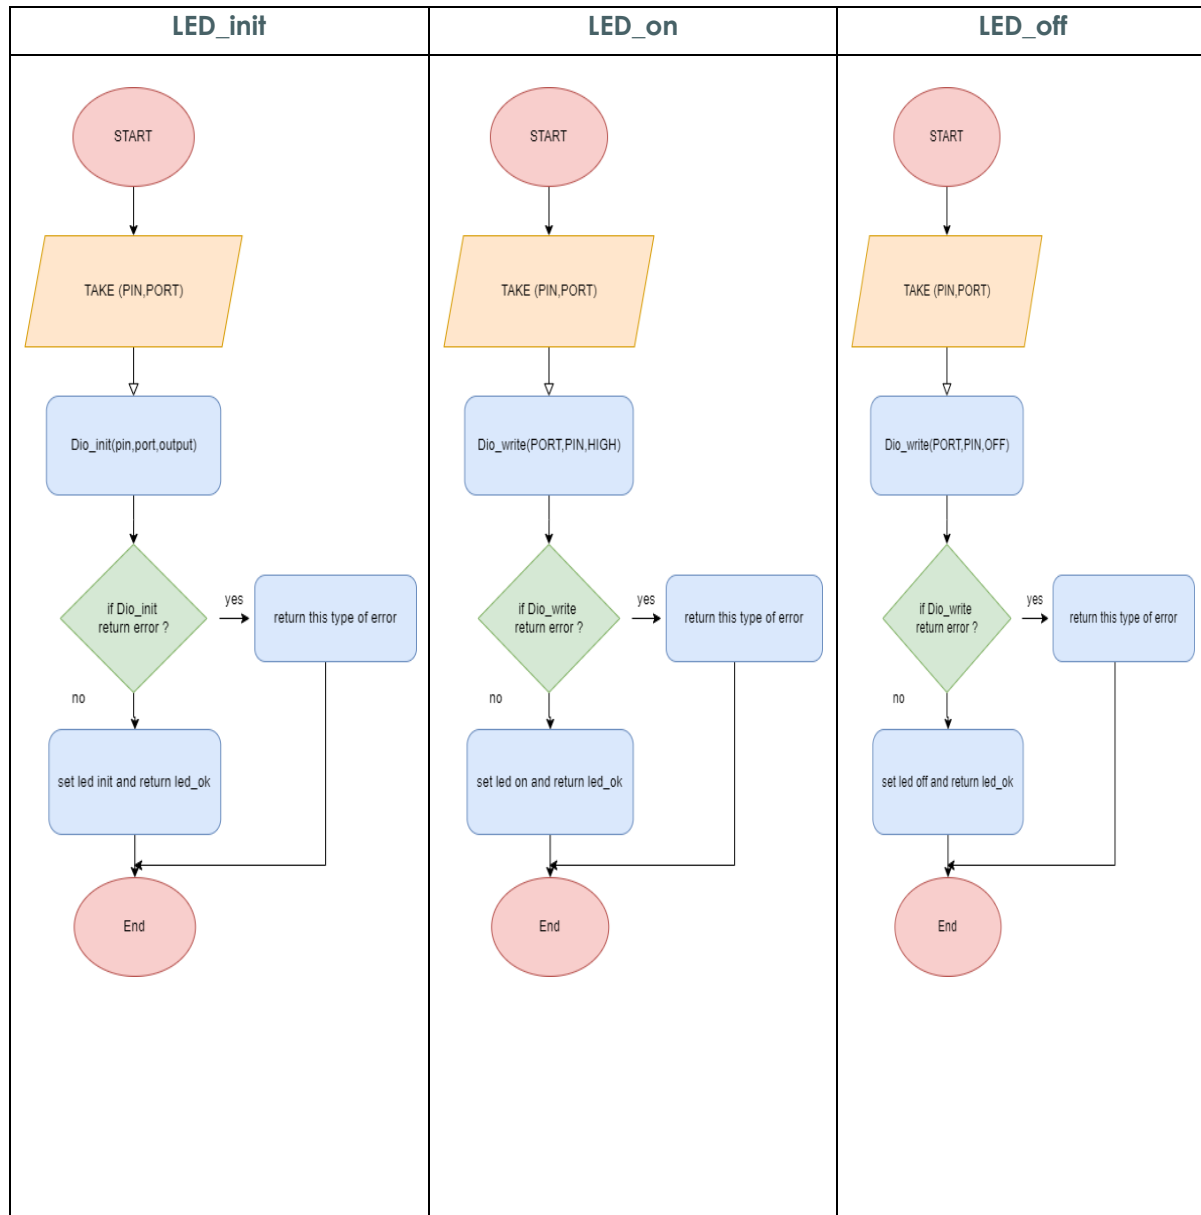 LED_init
START
TAKE (PIN,PORT)
Dio_init(pin,port,output)
if Dio_init
return error ?
yes
return this type of error
no
set led init and return led_ok
End
LED_on
START
TAKE (PIN,PORT)
Dio_write(PORT,PIN,HIGH)
if Dio_write
return error ?
yes
return this type of error
no
set led on and return led_ok
End
LED_off
START
TAKE (PIN,PORT)
Dio_write(PORT,PIN,OFF)
if Dio_write
return error ?
yes
return this type of error
no
set led off and return led_ok
End